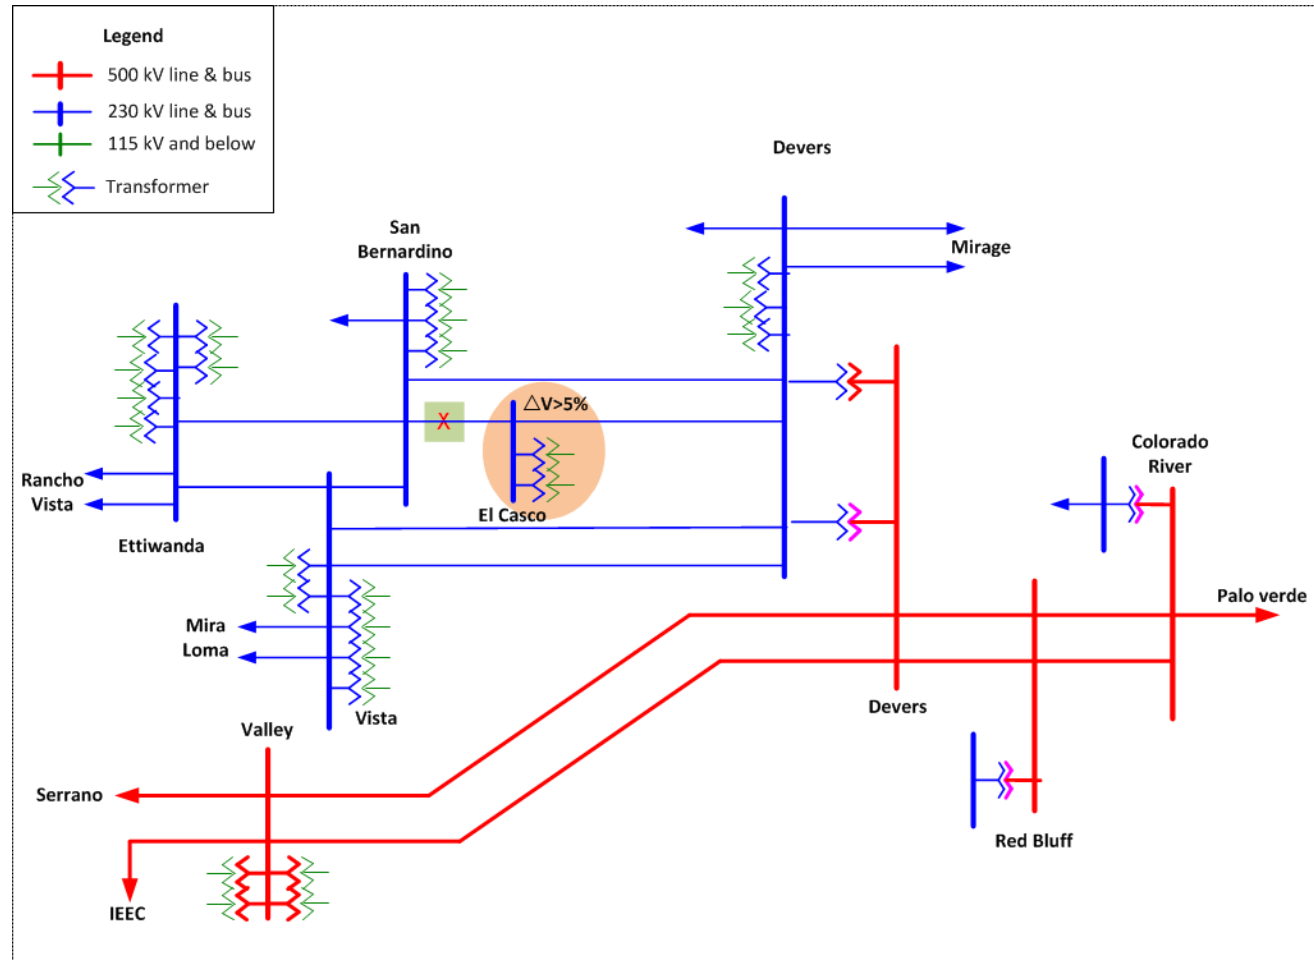 Legend
500 kV line & bus
230 kV line & bus
115 kV and below
Transformer
Devers
San
Bernardino
Mirage
△V>5%
X
Colorado
River
Rancho
Vista
El Casco
Ettiwanda
Palo verde
Mira
Loma
Vista
Devers
Valley
Serrano
Red Bluff
IEEC